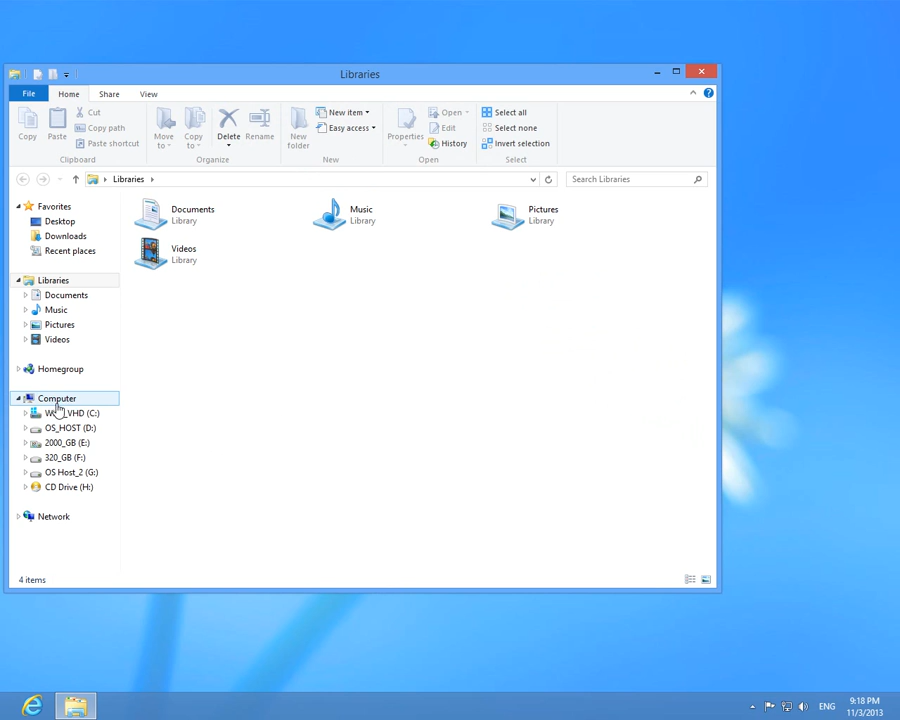 Libraries
File Home Share View
Copy
Paste
Cut
Copy path
Paste shortcut
Clipboard
Move to
Copy to
Delete
Rename
Organize
New folder
New item
Easy access
New
Properties
Open
Edit
History
Open
Select all
Select none
Invert selection
Select
Libraries
Search Libraries
Favorites
Desktop
Downloads
Recent places
Libraries
Documents
Music
Pictures
Videos
Homegroup
Computer
OS_HOST (D:)
2000_GB (E:)
320_GB (F:)
OS Host_2 (G:)
CD Drive (H:)
Network
Documents
Library
Music
Library
Pictures
Library
Videos
Library
4 items
ENG
9:18 PM
11/3/2013